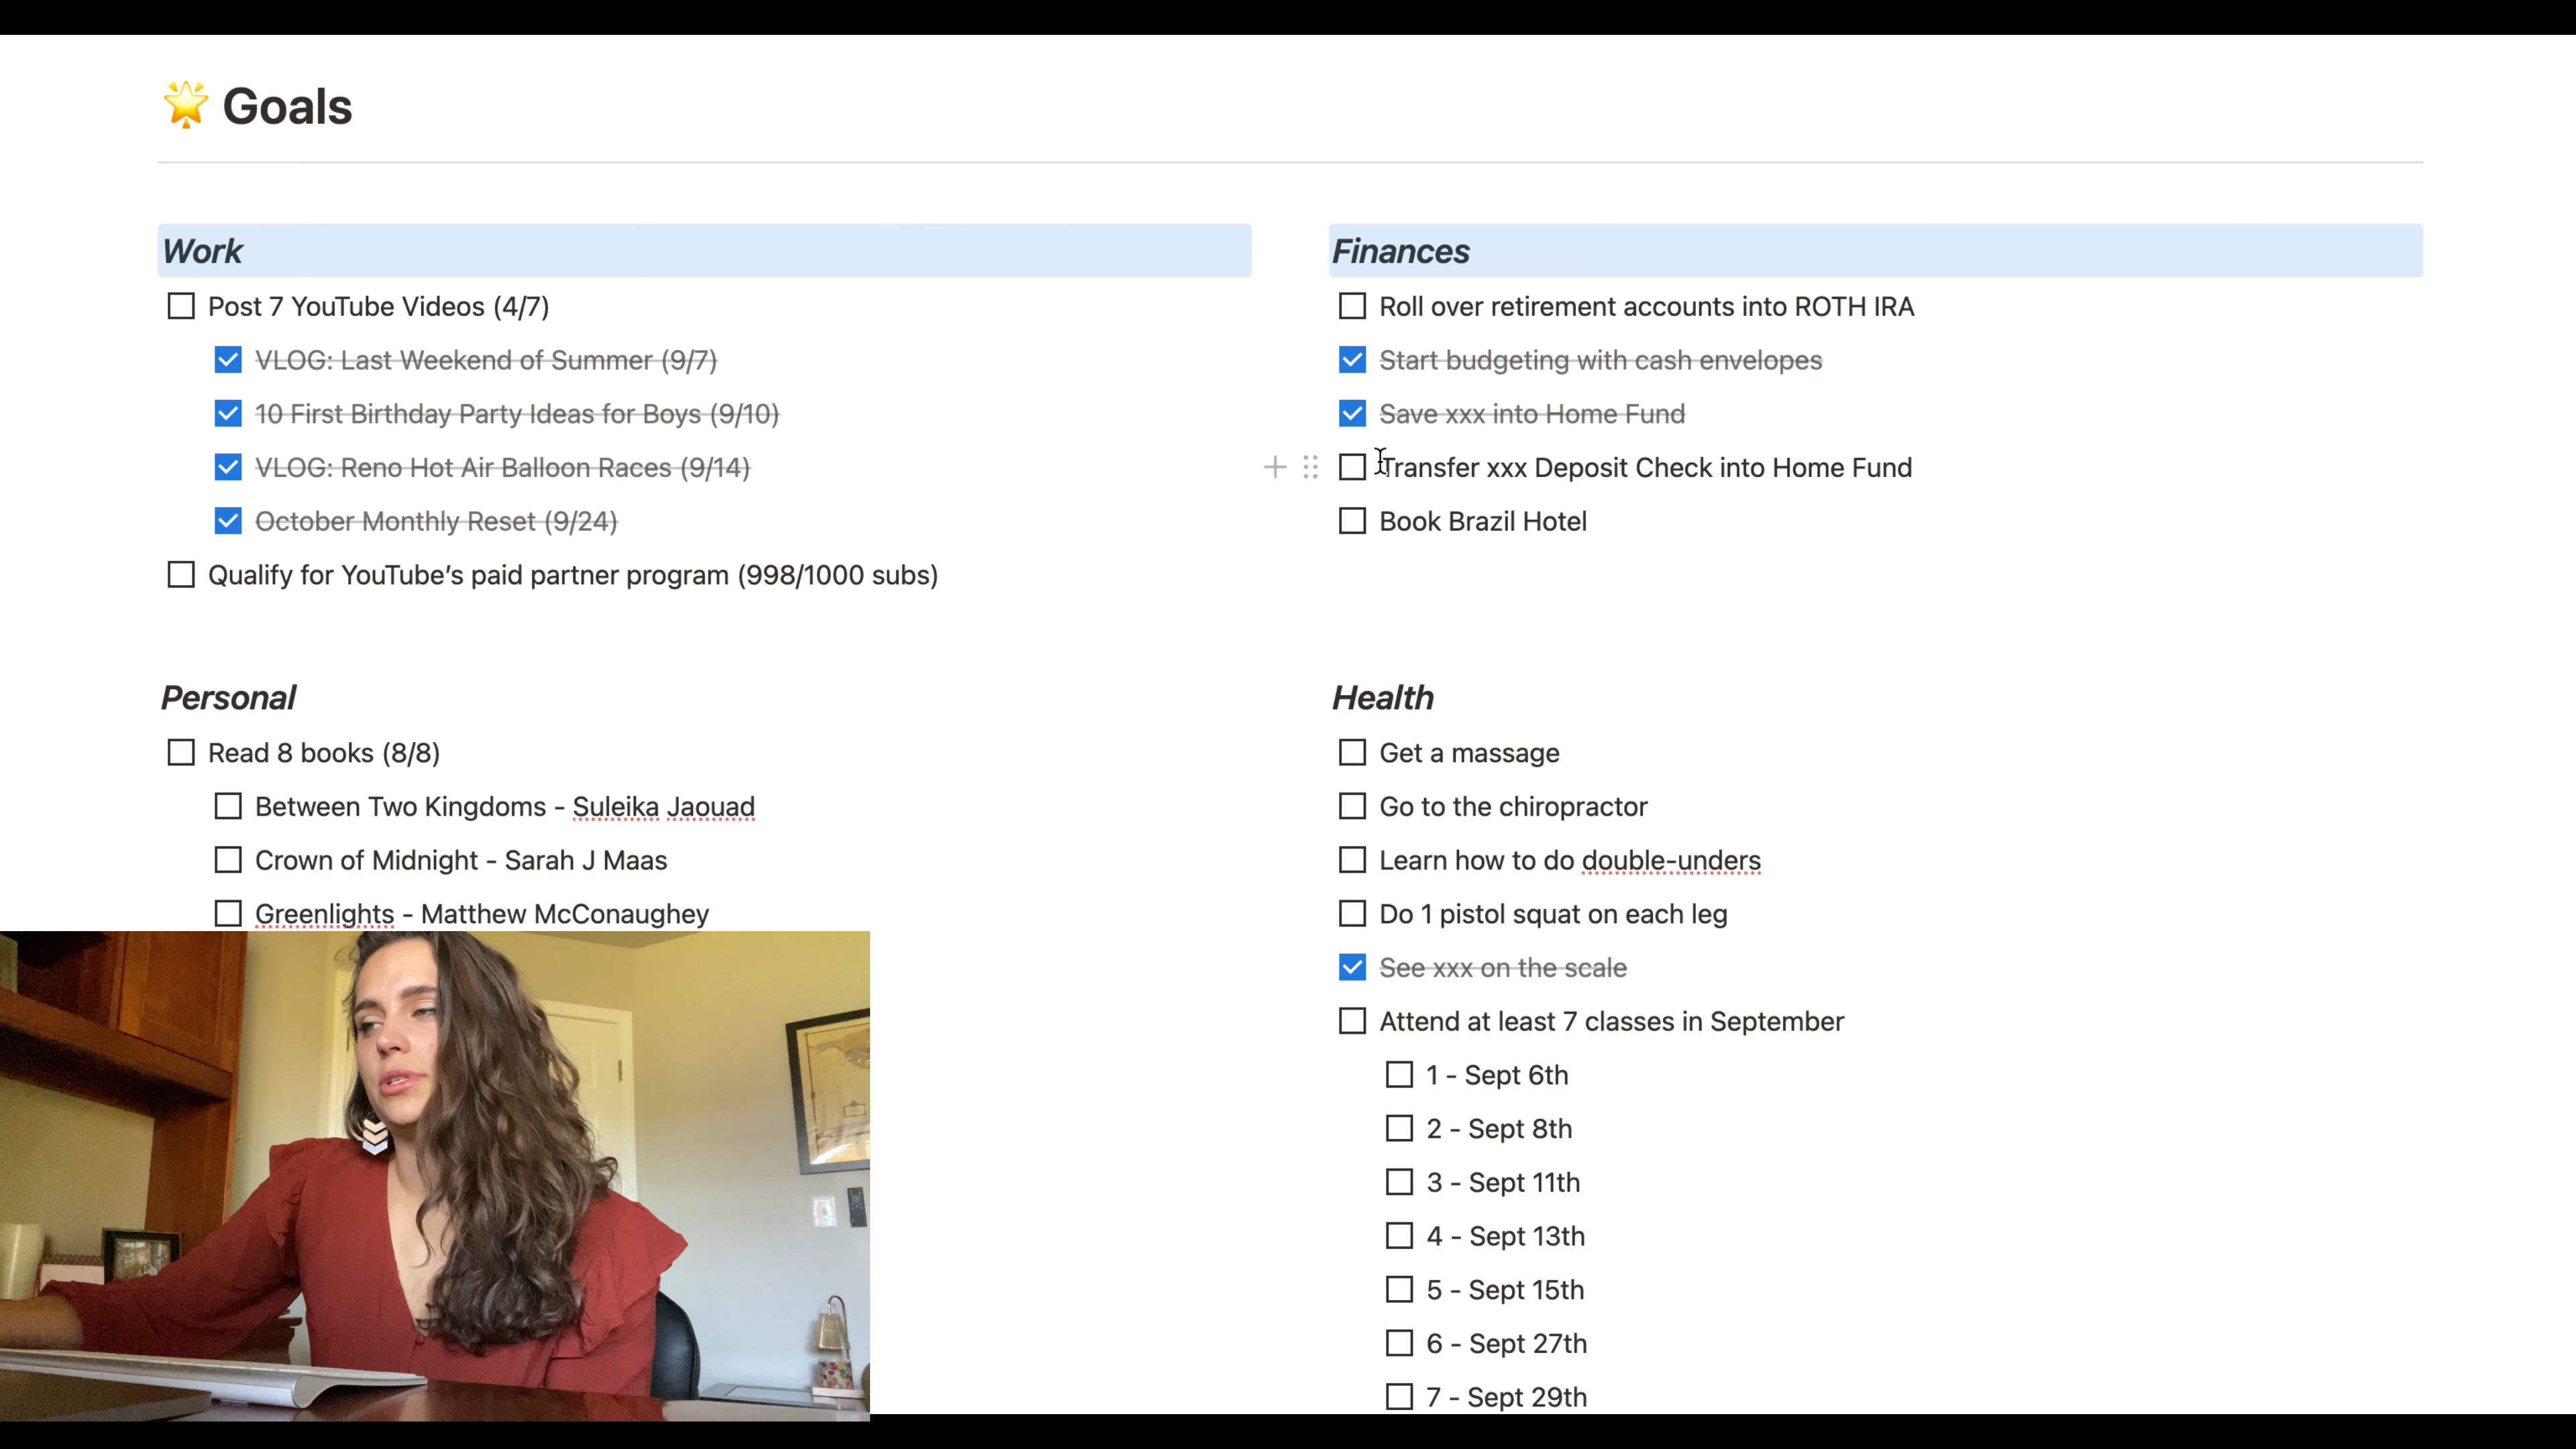 Goals
Work
Post 7 YouTube Videos (4/7)
VLOG: Last Weekend of Summer (9/7)
10 First Birthday Party Ideas for Boys (9/10)
VLOG: Reno Hot Air Balloon Races (9/14)
October Monthly Reset (9/24)
Qualify for YouTube’s paid partner program (998/1000 subs)
Finances
Roll over retirement accounts into ROTH IRA
Start budgeting with cash envelopes
Save xxx into Home Fund
Transfer xxx Deposit Check into Home Fund
Book Brazil Hotel
Personal
Read 8 books (8/8)
Between Two Kingdoms - Suleika Jaouad
Crown of Midnight - Sarah J Maas
Greenlights - Matthew McConaughey
Health
Get a massage
Go to the chiropractor
Learn how to do double-unders
Do 1 pistol squat on each leg
See xxx on the scale
Attend at least 7 classes in September
1 - Sept 6th
2 - Sept 8th
3 - Sept 11th
4 - Sept 13th
5 - Sept 15th
6 - Sept 27th
7 - Sept 29th